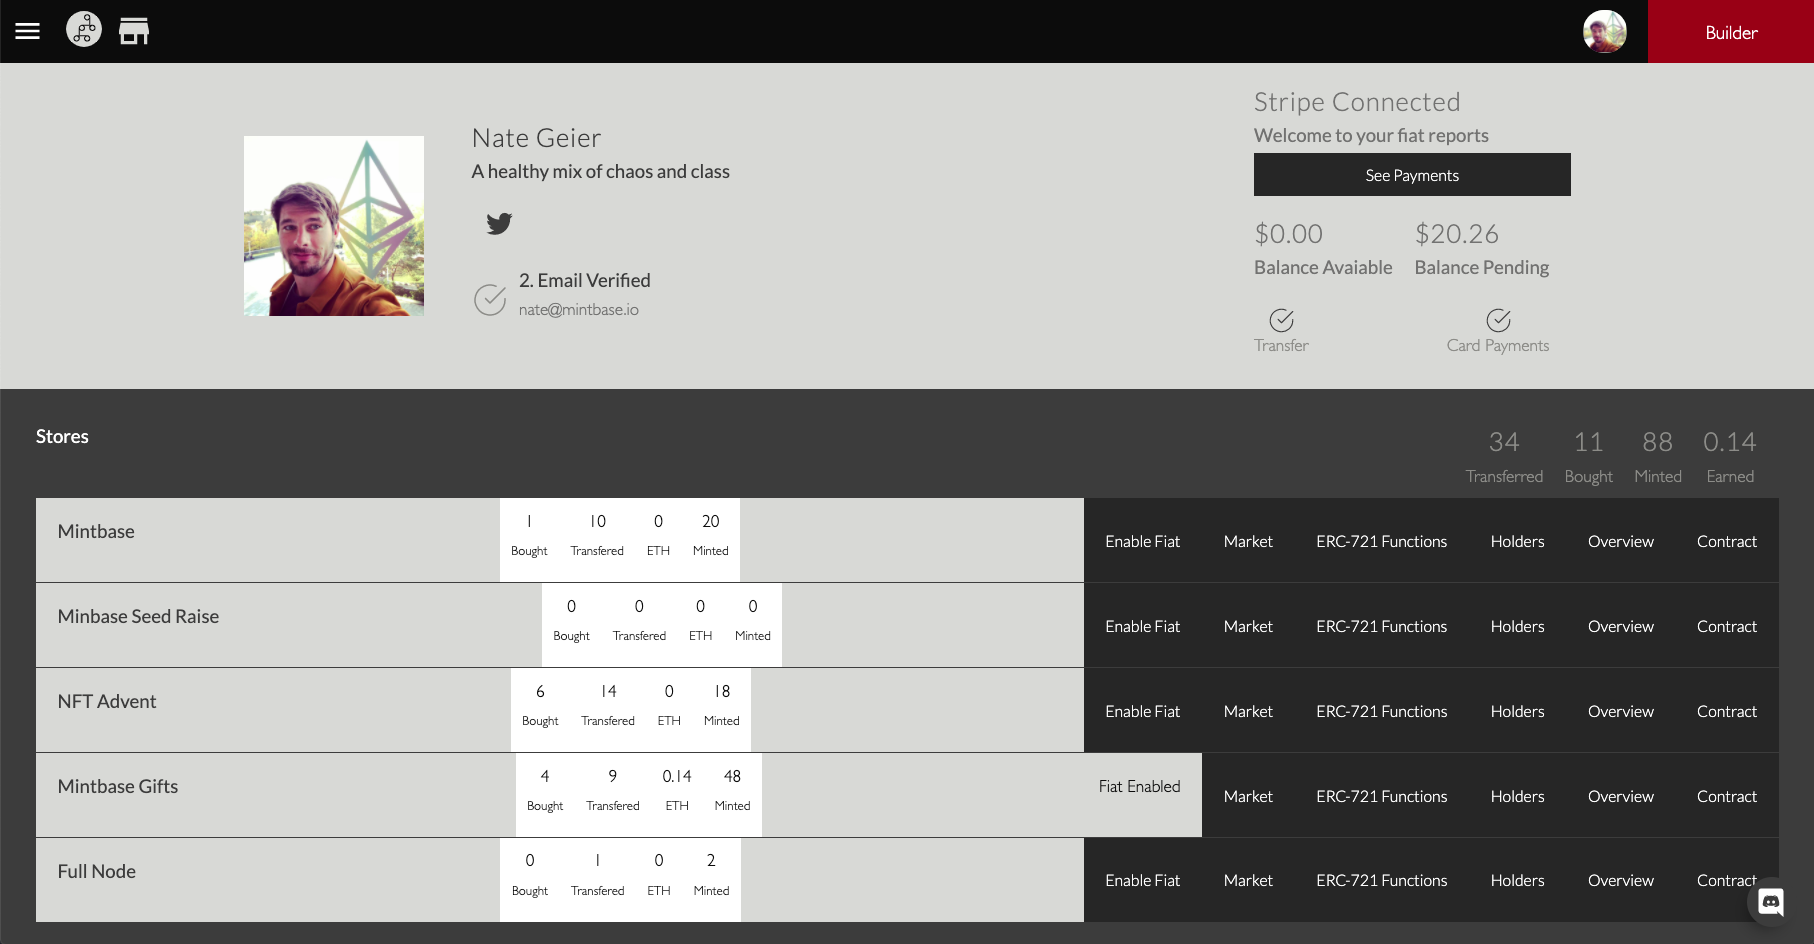 Builder
Nate Geier
A healthy mix of chaos and class
2. Email Verified
nate@mintbase.io
Stripe Connected
Welcome to your fiat reports
See Payments
$0.00 $20.26
Balance Avaiable Balance Pending
Transfer Card Payments
Stores
34 11 88 0.14
Transferred Bought Minted Earned
Mintbase
1 10 0 20
Bought Transfered ETH Minted
Enable Fiat Market ERC-721 Functions Holders Overview Contract
Minbase Seed Raise
0 0 0 0
Bought Transfered ETH Minted
Enable Fiat Market ERC-721 Functions Holders Overview Contract
NFT Advent
6 14 0 18
Bought Transfered ETH Minted
Enable Fiat Market ERC-721 Functions Holders Overview Contract
Mintbase Gifts
4 9 0.14 48
Bought Transfered ETH Minted
Fiat Enabled Market ERC-721 Functions Holders Overview Contract
Full Node
0 1 0 2
Bought Transfered ETH Minted
Enable Fiat Market ERC-721 Functions Holders Overview Contract